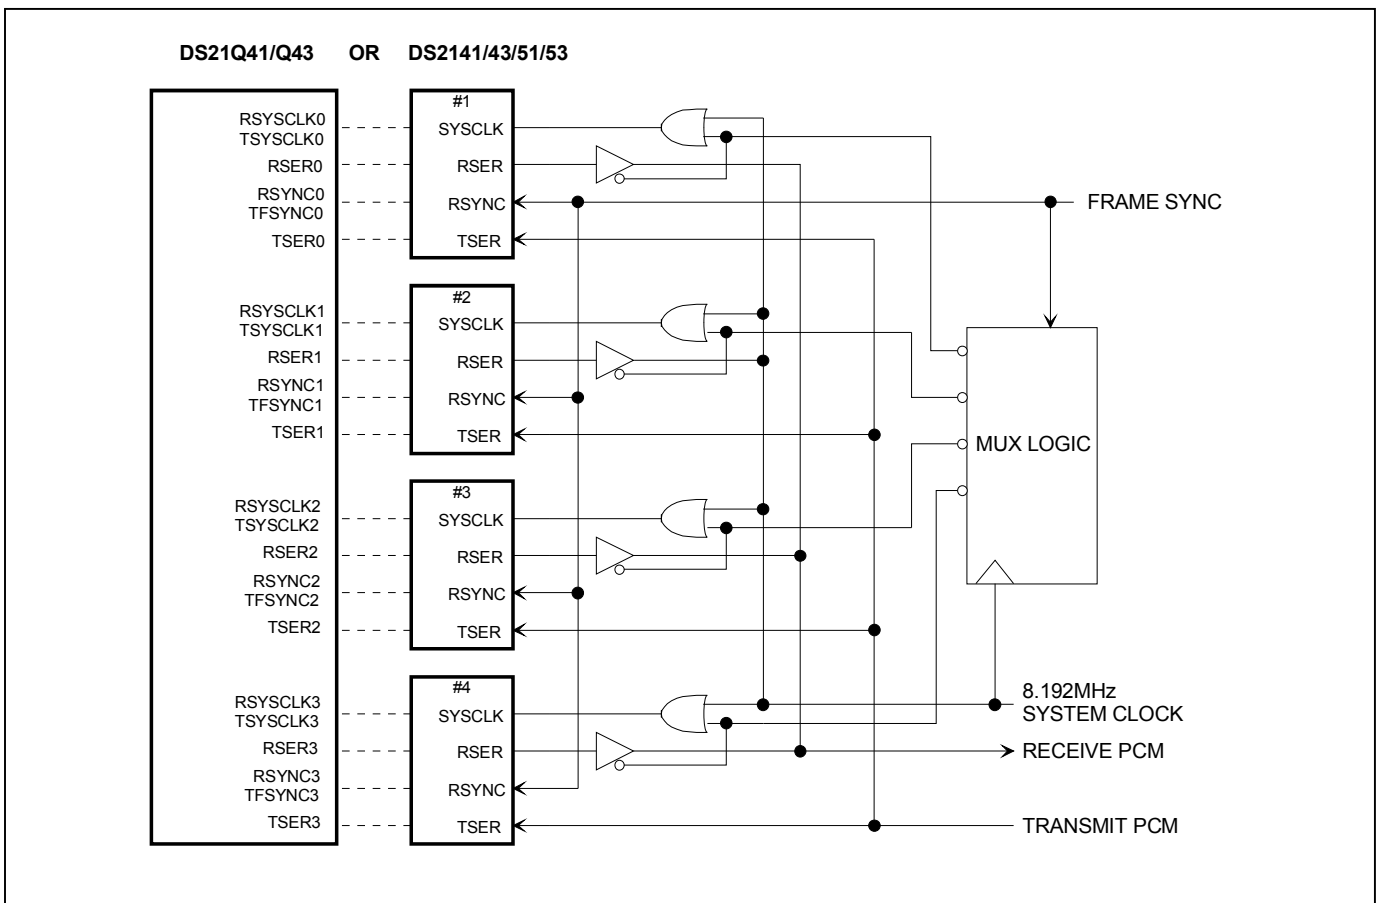 DS21Q41/Q43 OR DS2141/43/51/53
RSYSCLK0
TSYSCLK0
RSER0
RSYNC0
TFSYNC0
TSER0
RSYSCLK1
TSYSCLK1
RSER1
RSYNC1
TFSYNC1
TSER1
RSYSCLK2
TSYSCLK2
RSER2
RSYNC2
TFSYNC2
TSER2
RSYSCLK3
TSYSCLK3
RSER3
RSYNC3
TFSYNC3
TSER3
#1
SYSCLK
RSER
RSYNC
TSER
#2
SYSCLK
RSER
RSYNC
TSER
#3
SYSCLK
RSER
RSYNC
TSER
#4
SYSCLK
RSER
RSYNC
TSER
FRAME SYNC
MUX LOGIC
8.192MHz
SYSTEM CLOCK
RECEIVE PCM
TRANSMIT PCM